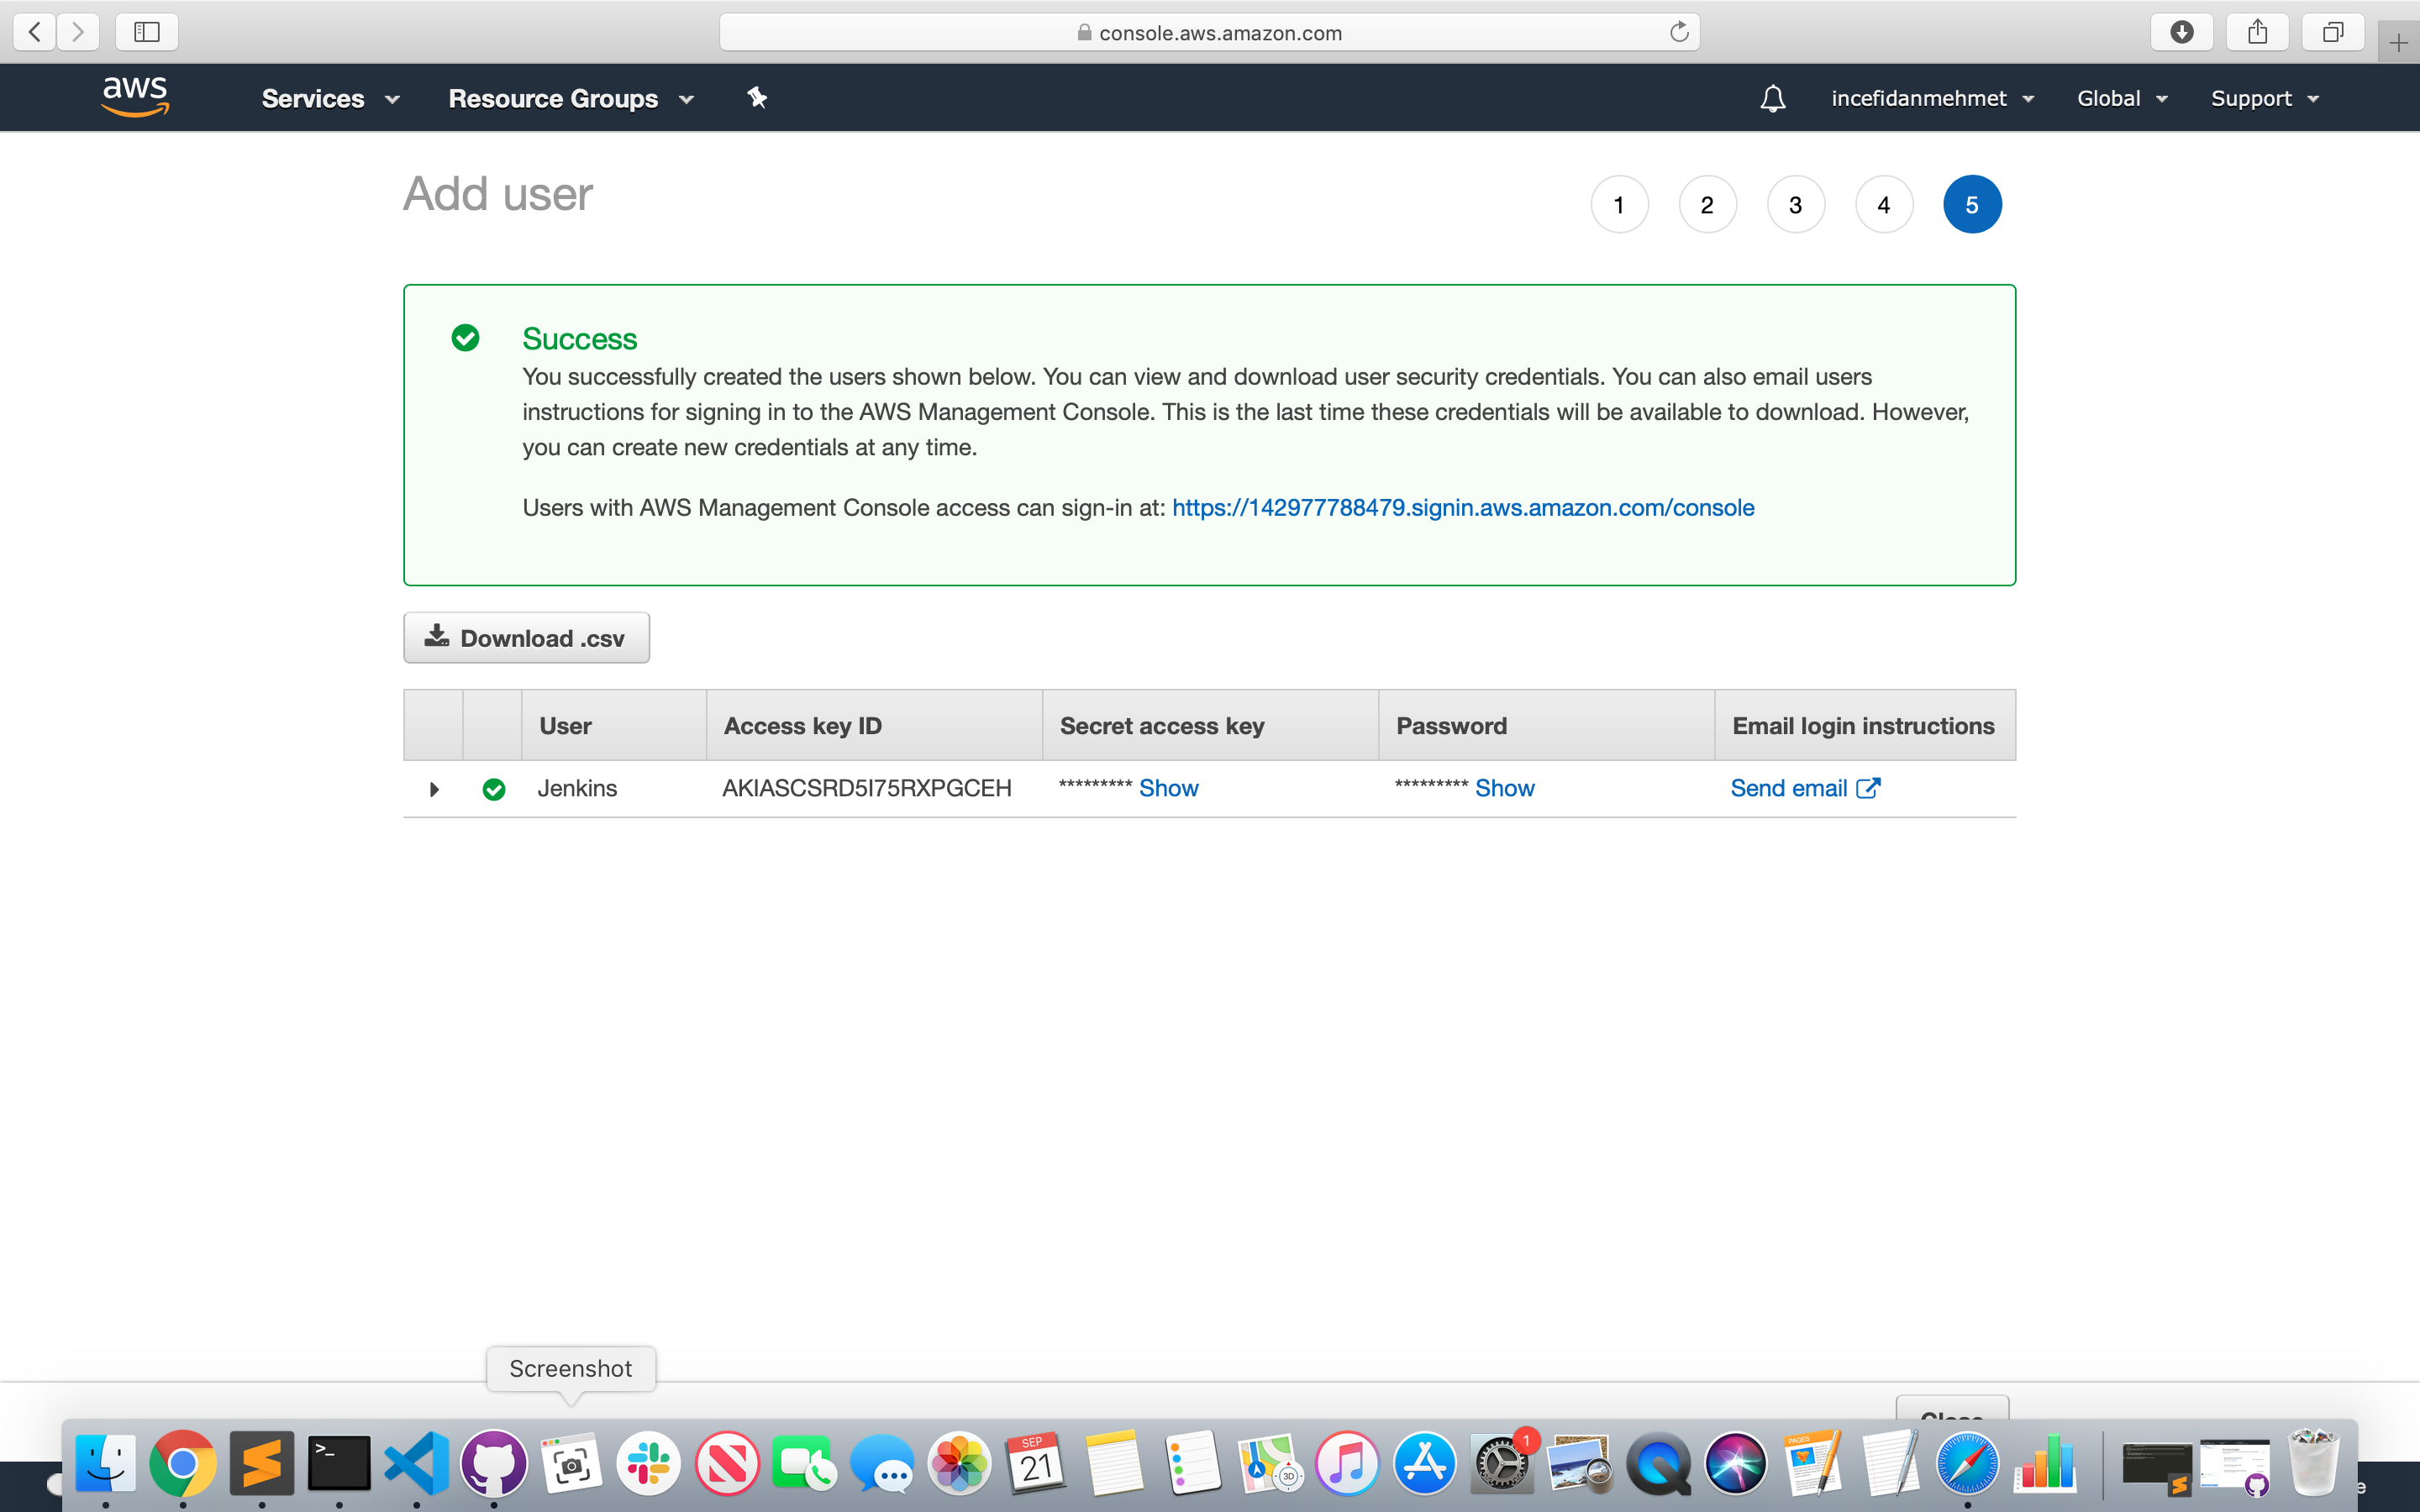 console.aws.amazon.com
aws Services Resource Groups incefidanmehmet Global Support
Add user
1 2 3 4 5
Success
You successfully created the users shown below. You can view and download user security credentials. You can also email users
instructions for signing in to the AWS Management Console. This is the last time these credentials will be available to download. However,
you can create new credentials at any time.
Users with AWS Management Console access can sign-in at: https://142977788479.signin.aws.amazon.com/console
Download .csv
User Access key ID Secret access key Password Email login instructions
Jenkins AKIASCSRD5I75RXPGCEH ********* Show ********* Show Send email
Screenshot
Close
SEP
21
3D
1
PAGES